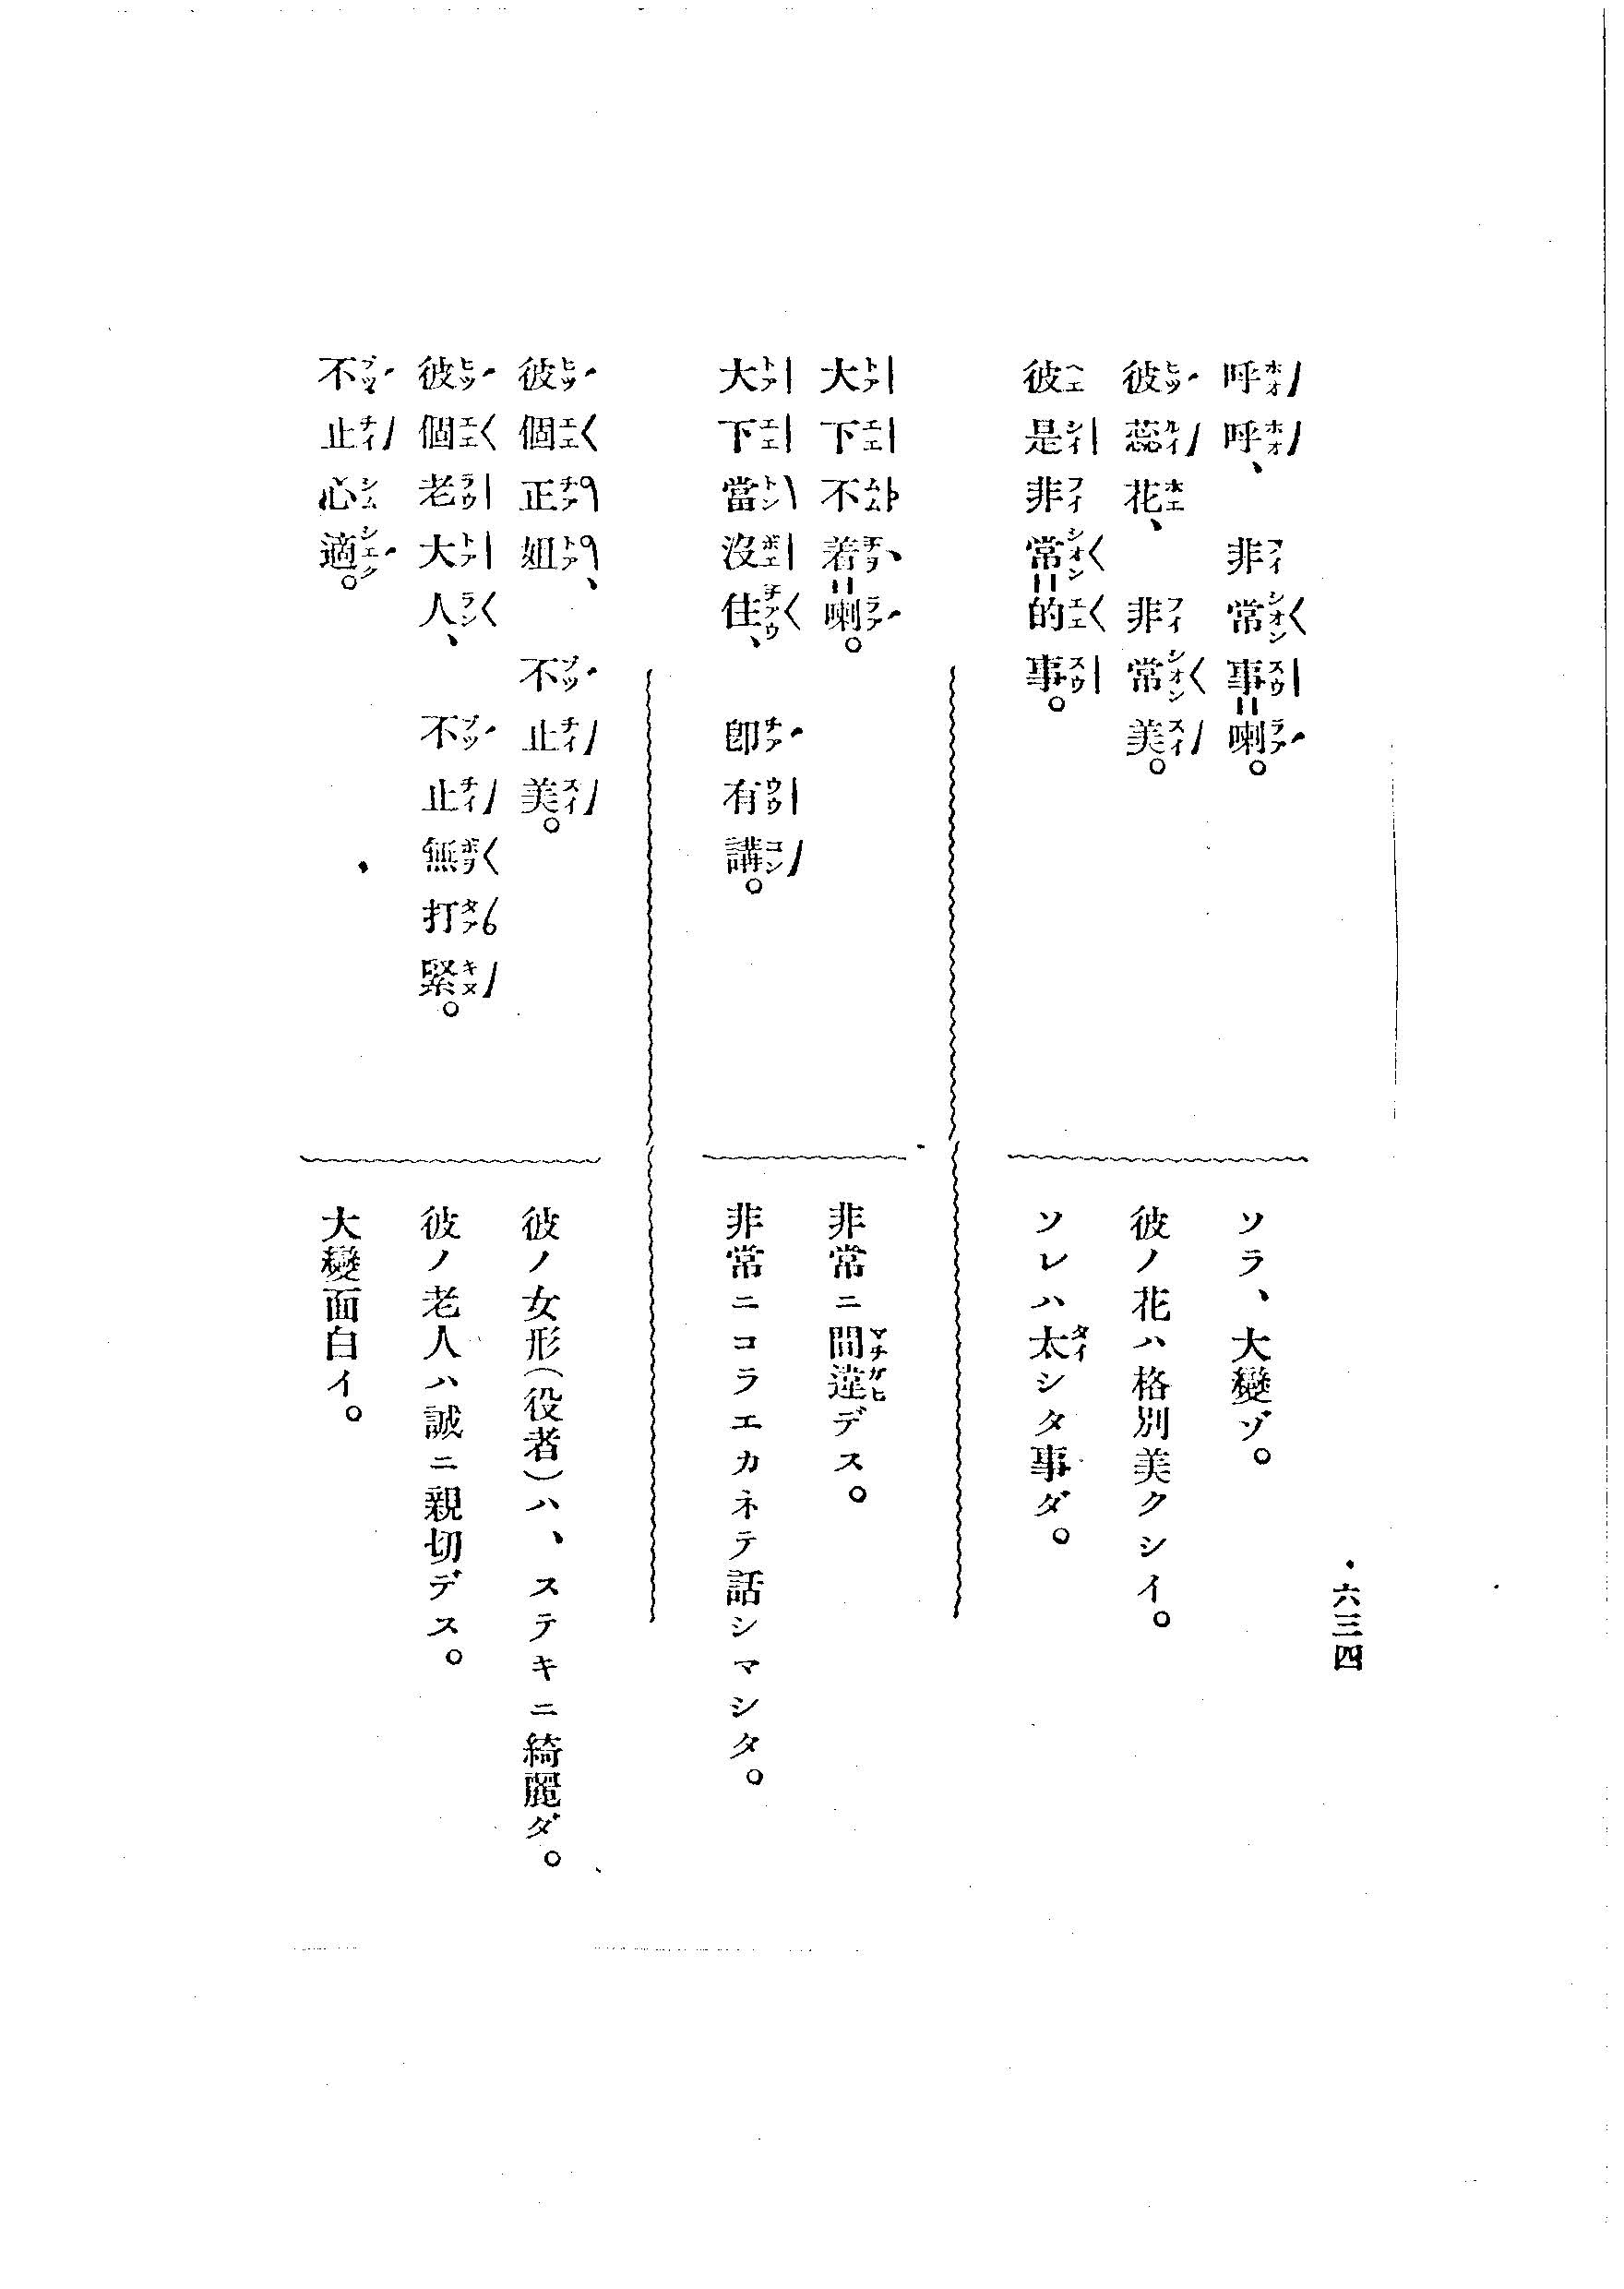 六三四
呼呼、非常事=喇。
ソラ、大變ゾ。
彼蕊花、非常美。
彼ノ花ハ格別美クシイ。
彼是非常=的事。
ソレハ太シタ事ダ。
大下不着=喇。
非常ニ間違デス。
大下當沒住、卽有講。
非常ニコラエカネテ話シマシタ。
彼個正姐、不止美。
彼ノ女形(役者)ハ、ステキニ綺麗ダ。
彼個老大人、不止無打緊。
彼ノ老人ハ誠ニ親切デス。
不止心適。
大變面白イ。